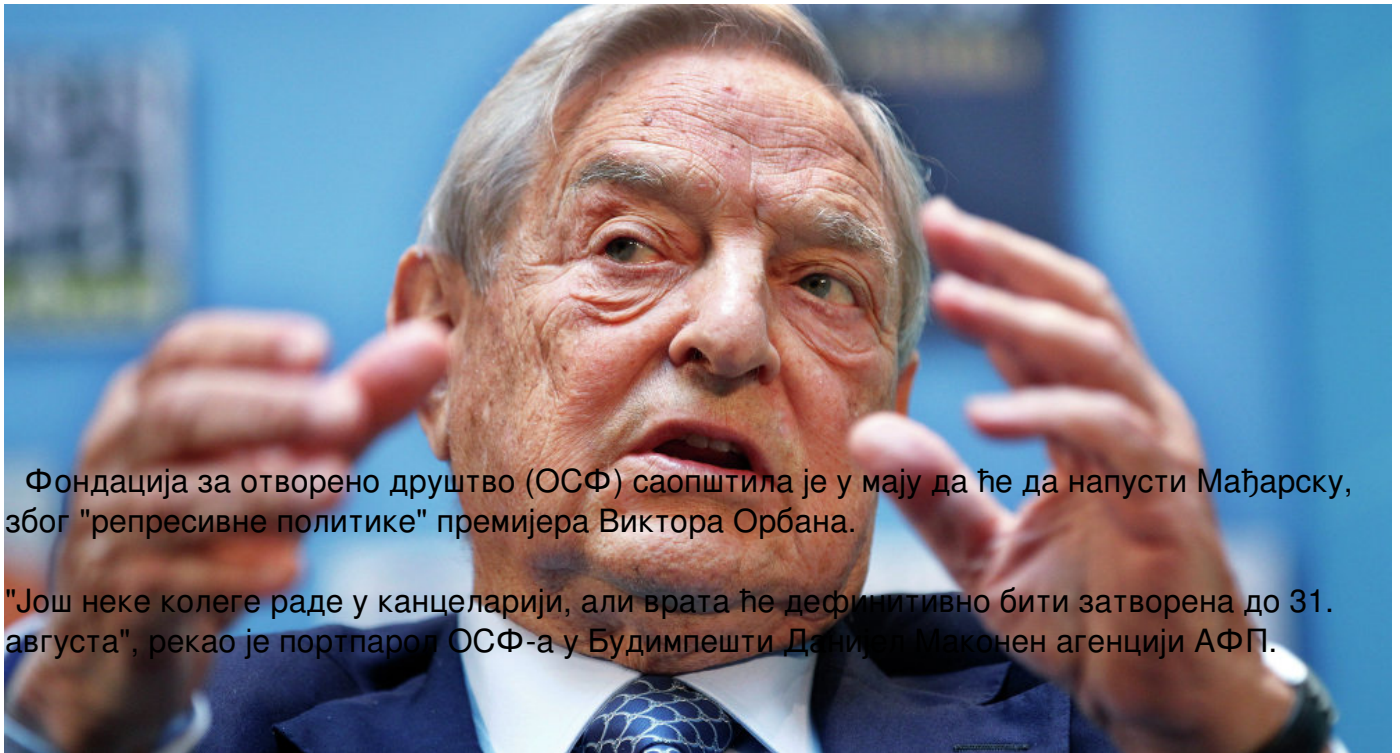 Фондација за отворено друштво (ОСФ) саопштила је у мају да ће да напусти Мађарску,
због "репресивне политике" премијера Виктора Орбана.
"Још неке колеге раде у канцеларији, али врата ће дефинитивно бити затворена до 31.
августа", рекао је портпарол ОСФ-а у Будимпешти Данијел Маконен агенцији АФП.